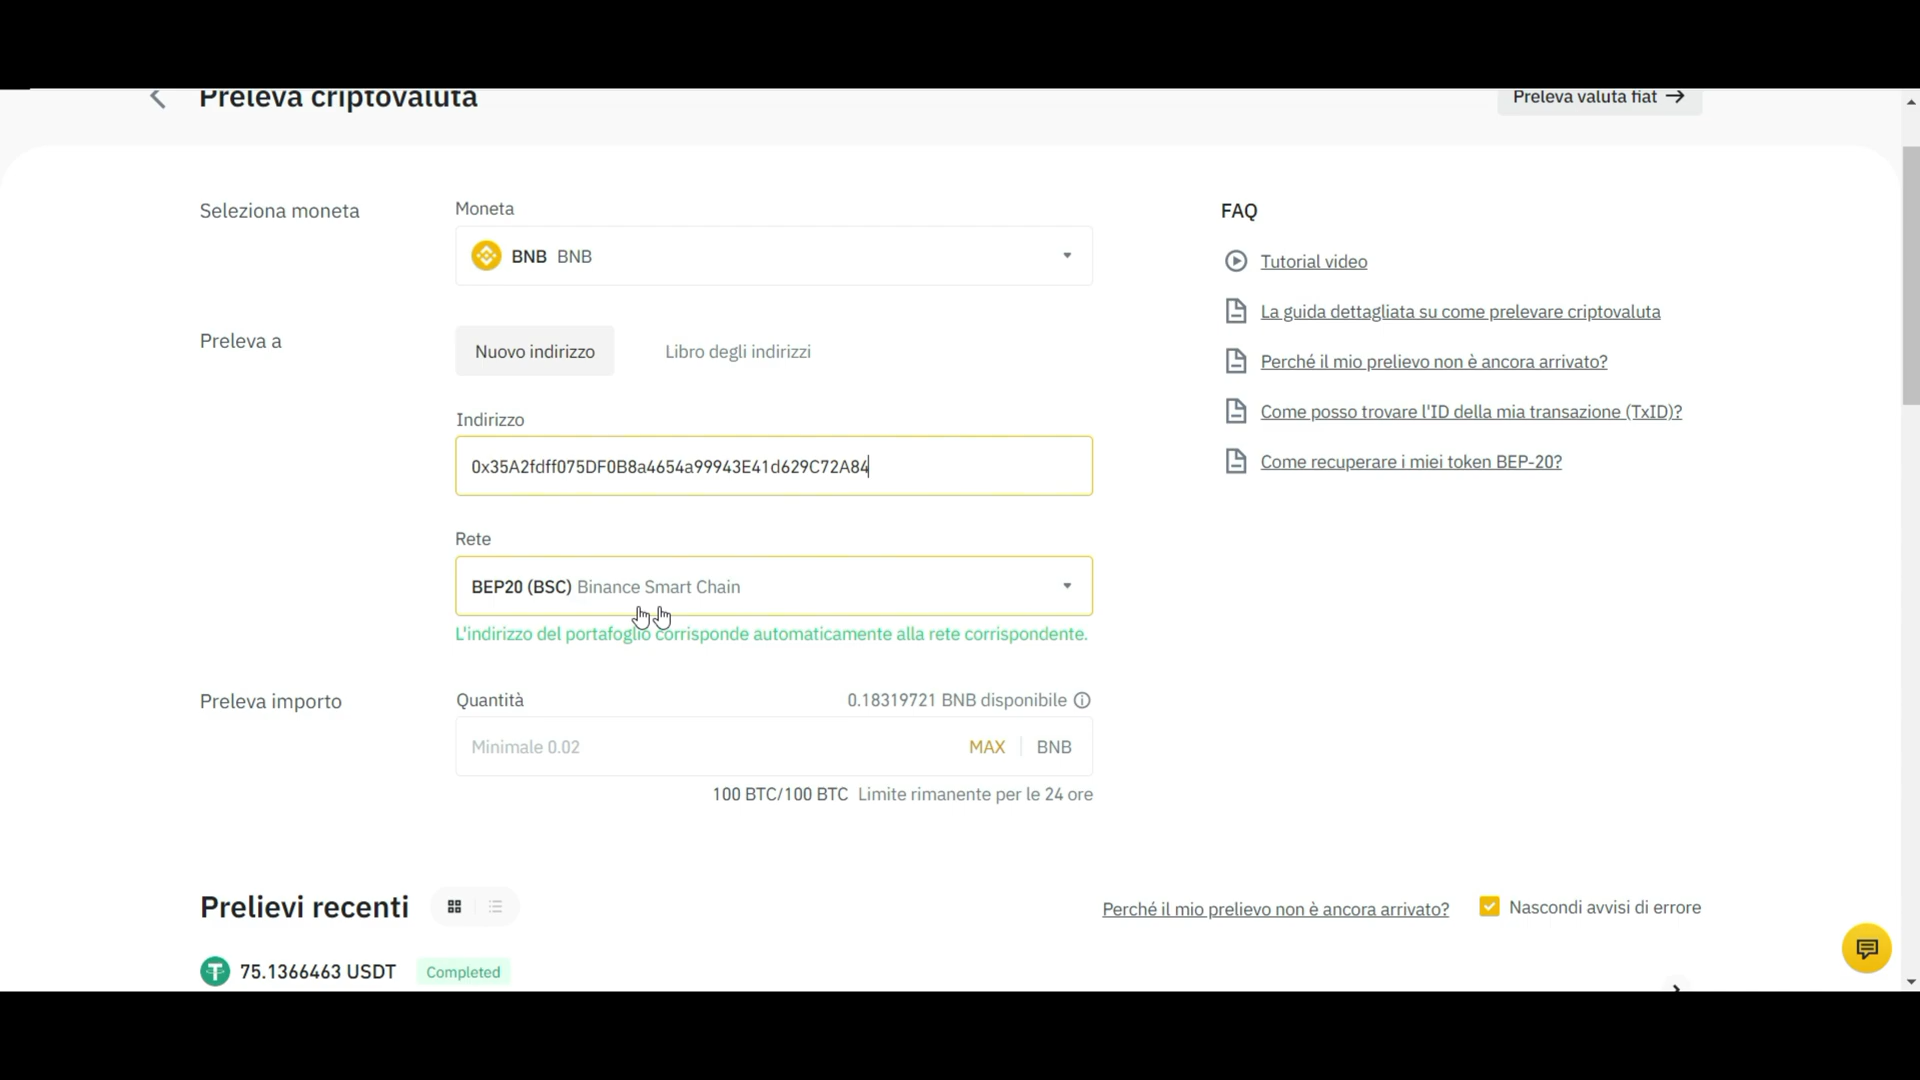 Preleva criptovaluta
Preleva valuta fiat →
Seleziona moneta
Moneta
BNB BNB
Preleva a
Nuovo indirizzo
Libro degli indirizzi
Indirizzo
0x35A2fdff075DF0B8a4654a99943E41d629C72A84
Rete
BEP20 (BSC) Binance Smart Chain
L'indirizzo del portafoglio corrisponde automaticamente alla rete corrispondente.
Preleva importo
Quantità
0.18319721 BNB disponibile
Minimale 0.02
MAX
BNB
100 BTC/100 BTC Limite rimanente per le 24 ore
FAQ
Tutorial video
La guida dettagliata su come prelevare criptovaluta
Perché il mio prelievo non è ancora arrivato?
Come posso trovare l'ID della mia transazione (TxID)?
Come recuperare i miei token BEP-20?
Prelievi recenti
Perché il mio prelievo non è ancora arrivato?
Nascondi avvisi di errore
75.1366463 USDT Completed